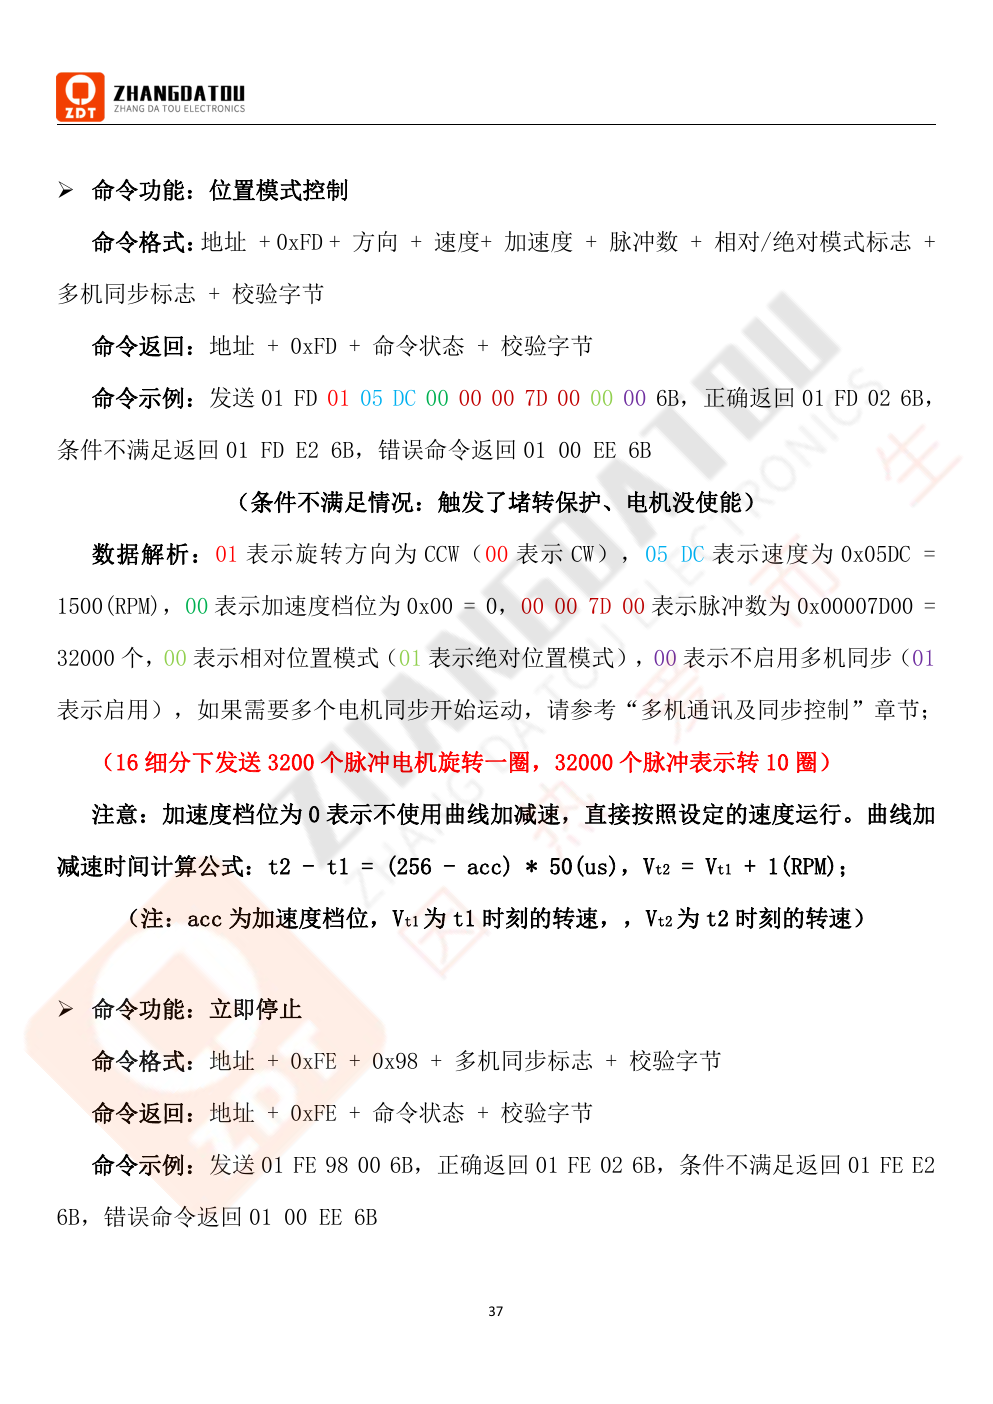 ZHANGDATOU
ZHANG DA TOU ELECTRONICS
ZDT
➢ 命令功能：位置模式控制
命令格式：地址 + 0xFD + 方向 + 速度+ 加速度 + 脉冲数 + 相对/绝对模式标志 +
多机同步标志 + 校验字节
命令返回：地址 + 0xFD + 命令状态 + 校验字节
命令示例：发送 01 FD 01 05 DC 00 00 00 7D 00 00 00 6B，正确返回 01 FD 02 6B，
条件不满足返回 01 FD E2 6B，错误命令返回 01 00 EE 6B
（条件不满足情况：触发了堵转保护、电机没使能）
数据解析：01 表示旋转方向为 CCW（00 表示 CW），05 DC 表示速度为 0x05DC =
1500(RPM)，00 表示加速度档位为 0x00 = 0，00 00 7D 00 表示脉冲数为 0x00007D00 =
32000 个，00 表示相对位置模式（01 表示绝对位置模式），00 表示不启用多机同步（01
表示启用），如果需要多个电机同步开始运动，请参考“多机通讯及同步控制”章节；
（16 细分下发送 3200 个脉冲电机旋转一圈，32000 个脉冲表示转 10 圈）
注意：加速度档位为 0 表示不使用曲线加减速，直接按照设定的速度运行。曲线加
减速时间计算公式：t2 - t1 = (256 - acc) * 50(us)，Vt2 = Vt1 + 1(RPM)；
（注：acc 为加速度档位，Vt1 为 t1 时刻的转速，，Vt2 为 t2 时刻的转速）
➢ 命令功能：立即停止
命令格式：地址 + 0xFE + 0x98 + 多机同步标志 + 校验字节
命令返回：地址 + 0xFE + 命令状态 + 校验字节
命令示例：发送 01 FE 98 00 6B，正确返回 01 FE 02 6B，条件不满足返回 01 FE E2
6B，错误命令返回 01 00 EE 6B
ZHANGDATOU
ZHANG DA TOU ELECTRONICS
因热爱而生
ZDT
37